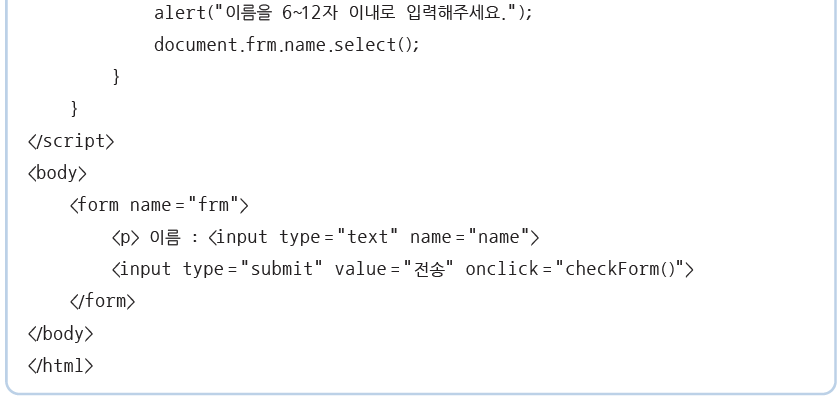 alert("이름을 6~12자 이내로 입력해주세요.");
document.frm.name.select();
}
}
</script>
<body>
<form name="frm">
<p> 이름 : <input type="text" name="name">
<input type="submit" value="전송" onclick="checkForm()">
</form>
</body>
</html>